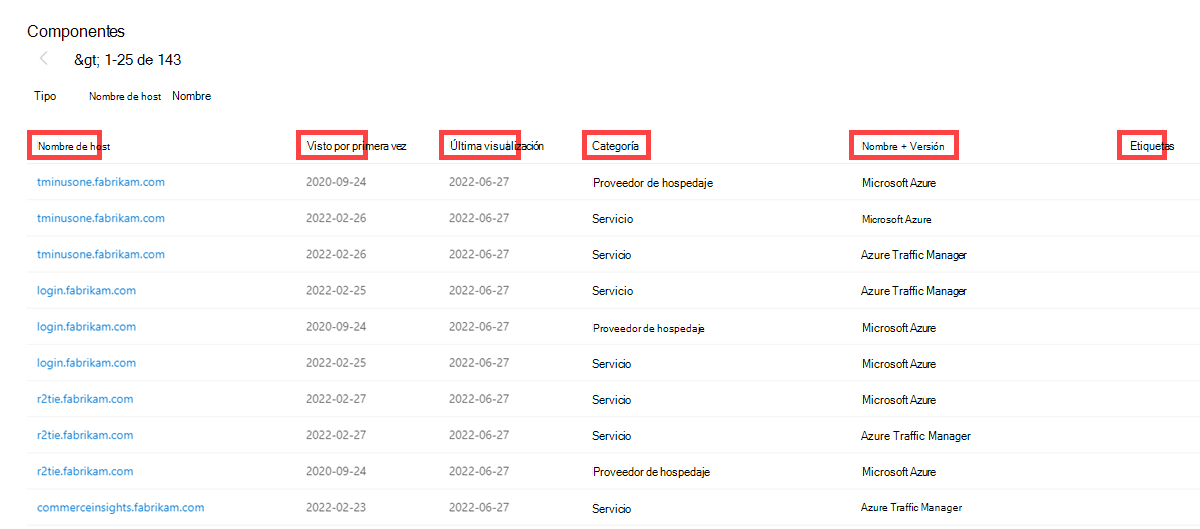 Componentes
&gt; 1-25 de 143
Tipo Nombre de host Nombre
Nombre de host Visto por primera vez Última visualización Categoría Nombre + Versión Etiquetas
tminusone.fabrikam.com 2020-09-24 2022-06-27 Proveedor de hospedaje Microsoft Azure
tminusone.fabrikam.com 2022-02-26 2022-06-27 Servicio Microsoft Azure
tminusone.fabrikam.com 2022-02-26 2022-06-27 Servicio Azure Traffic Manager
login.fabrikam.com 2022-02-25 2022-06-27 Servicio Azure Traffic Manager
login.fabrikam.com 2020-09-24 2022-06-27 Proveedor de hospedaje Microsoft Azure
login.fabrikam.com 2022-02-25 2022-06-27 Servicio Microsoft Azure
r2tie.fabrikam.com 2022-02-27 2022-06-27 Servicio Microsoft Azure
r2tie.fabrikam.com 2022-02-27 2022-06-27 Servicio Azure Traffic Manager
r2tie.fabrikam.com 2020-09-24 2022-06-27 Proveedor de hospedaje Microsoft Azure
commerceinsights.fabrikam.com 2022-02-23 2022-06-27 Servicio Azure Traffic Manager